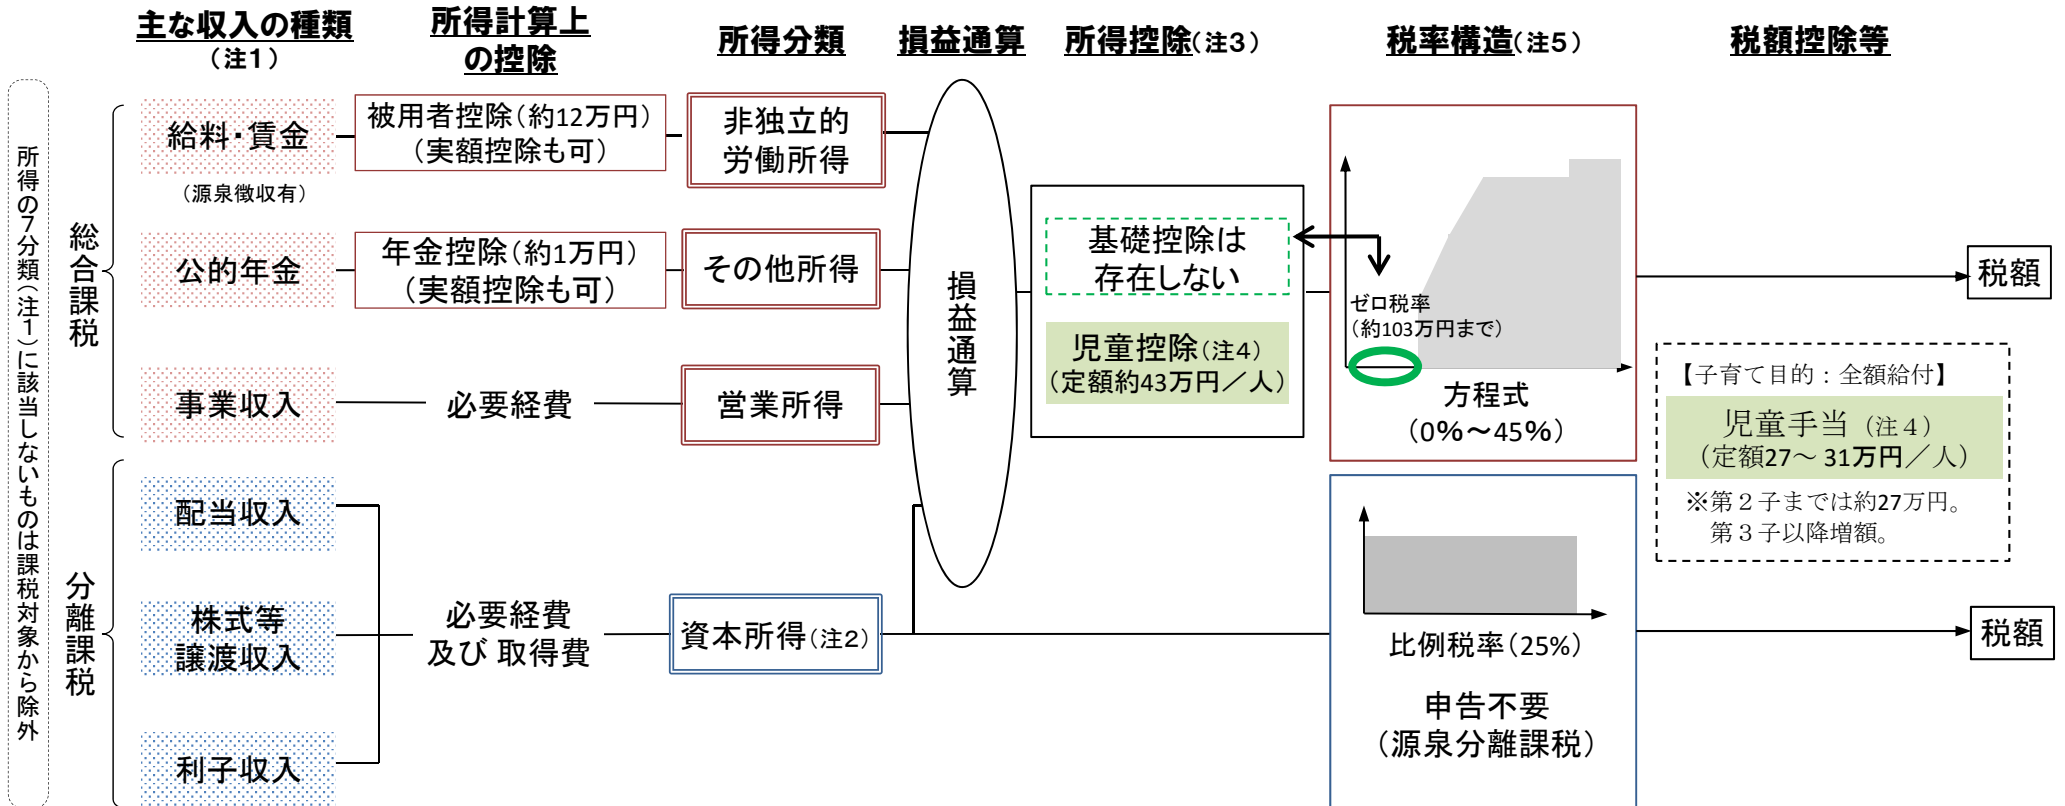 主な収入の種類
（注１）
所得計算上
の控除
所得分類
損益通算
所得控除(注３)
税率構造(注５)
税額控除等
所得の７分類（注１）に該当しないものは課税対象から除外
総合課税
給料・賃金
（源泉徴収有）
被用者控除（約12万円）
（実額控除も可）
非独立的
労働所得
公的年金
年金控除（約1万円）
（実額控除も可）
その他所得
事業収入
必要経費
営業所得
分離課税
配当収入
株式等
譲渡収入
利子収入
必要経費
及び 取得費
資本所得（注２）
損益通算
基礎控除は
存在しない
児童控除（注４）
（定額約43万円／人）
ゼロ税率
（約103万円まで）
方程式
（0％～45％）
比例税率（25%）
申告不要
（源泉分離課税）
税額
【子育て目的：全額給付】
児童手当（注４）
（定額27～ 31万円／人）
※第２子までは約27万円。
第３子以降増額。
税額